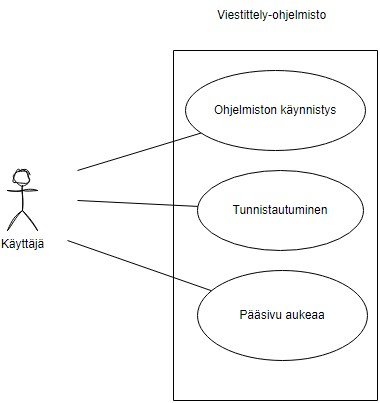 Viestittely-ohjelmisto
Ohjelmiston käynnistys
Tunnistautuminen
Käyttäjä
Pääsivu aukeaa